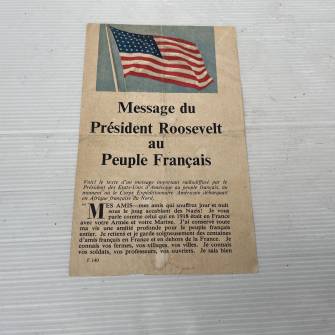 Message du
Président Roosevelt
au
Peuple Français
Voici le texte d'un message important radiodiffusé par le
Président des Etats-Unis d'Amérique au peuple français, au
moment où le Corps Expéditionnaire Américain débarquait
en Afrique française du Nord.
"MES AMIS—mes amis qui souffrez jour et nuit
sous le joug accablant des Nazis! Je vous
parle comme celui qui en 1918 était en France
avec votre Armée et votre Marine. J'ai conservé toute
ma vie une amitié profonde pour le peuple français
entier. Je retiens et je garde soigneusement des centaines
d'amis français en France et en dehors de la France. Je
connais vos fermes, vos villages, vos villes. Je connais
vos soldats, vos professeurs, vos ouvriers. Je sais bien
F.140